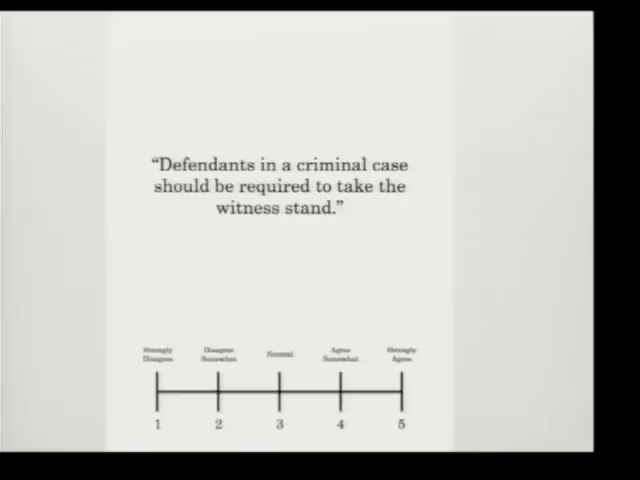 “Defendants in a criminal case
should be required to take the
witness stand.”
Strongly Disagree
Disagree Somewhat
Neutral
Agree Somewhat
Strongly Agree
1 2 3 4 5